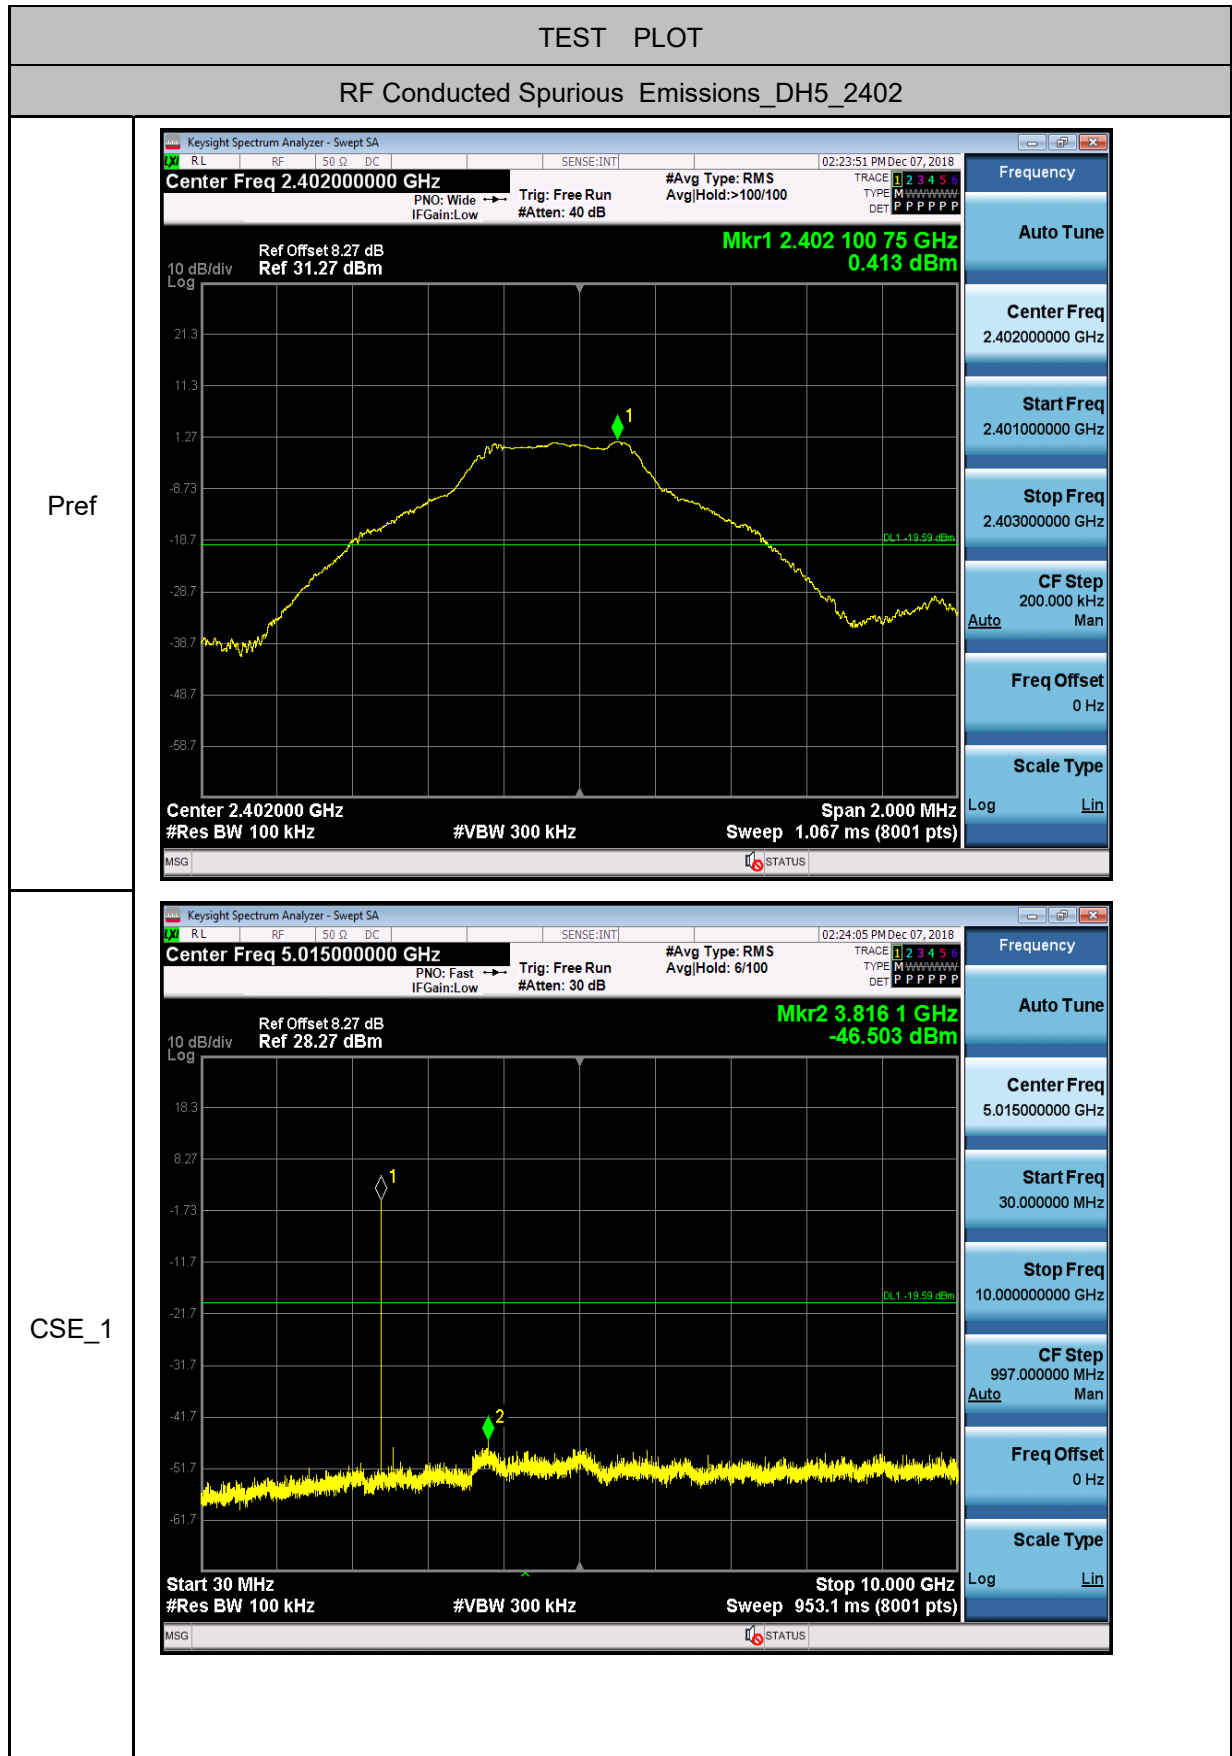 TEST PLOT
RF Conducted Spurious Emissions_DH5_2402
Pref
Keysight Spectrum Analyzer - Swept SA
LXI RL RF 50 Ω DC SENSE:INT 02:23:51 PM Dec 07, 2018
Center Freq 2.402000000 GHz
PNO: Wide
IFGain:Low
Trig: Free Run
#Atten: 40 dB
#Avg Type: RMS
Avg|Hold:>100/100
TRACE 1 2 3 4 5 6
TYPE M WWWWW
DET P P P P P P
Mkr1 2.402 100 75 GHz
0.413 dBm
Ref Offset 8.27 dB
10 dB/div Ref 31.27 dBm
Log
21.3
11.3
1.27
-8.73
-18.7
-28.7
-38.7
-48.7
-58.7
1
DL1 -19.59 dBm
Center 2.402000 GHz Span 2.000 MHz
#Res BW 100 kHz #VBW 300 kHz Sweep 1.067 ms (8001 pts)
MSG STATUS
Frequency
Auto Tune
Center Freq
2.402000000 GHz
Start Freq
2.401000000 GHz
Stop Freq
2.403000000 GHz
CF Step
200.000 kHz
Auto Man
Freq Offset
0 Hz
Scale Type
Log Lin
CSE_1
Keysight Spectrum Analyzer - Swept SA
LXI RL RF 50 Ω DC SENSE:INT 02:24:05 PM Dec 07, 2018
Center Freq 5.015000000 GHz
PNO: Fast
IFGain:Low
Trig: Free Run
#Atten: 30 dB
#Avg Type: RMS
Avg|Hold: 6/100
TRACE 1 2 3 4 5 6
TYPE M WWWWW
DET P P P P P P
Mkr2 3.816 1 GHz
-46.503 dBm
Ref Offset 8.27 dB
10 dB/div Ref 28.27 dBm
Log
18.3
8.27
-1.73
-11.7
-21.7
-31.7
-41.7
-51.7
-61.7
1
2
DL1 -19.59 dBm
Start 30 MHz Stop 10.000 GHz
#Res BW 100 kHz #VBW 300 kHz Sweep 953.1 ms (8001 pts)
MSG STATUS
Frequency
Auto Tune
Center Freq
5.015000000 GHz
Start Freq
30.000000 MHz
Stop Freq
10.000000000 GHz
CF Step
997.000000 MHz
Auto Man
Freq Offset
0 Hz
Scale Type
Log Lin